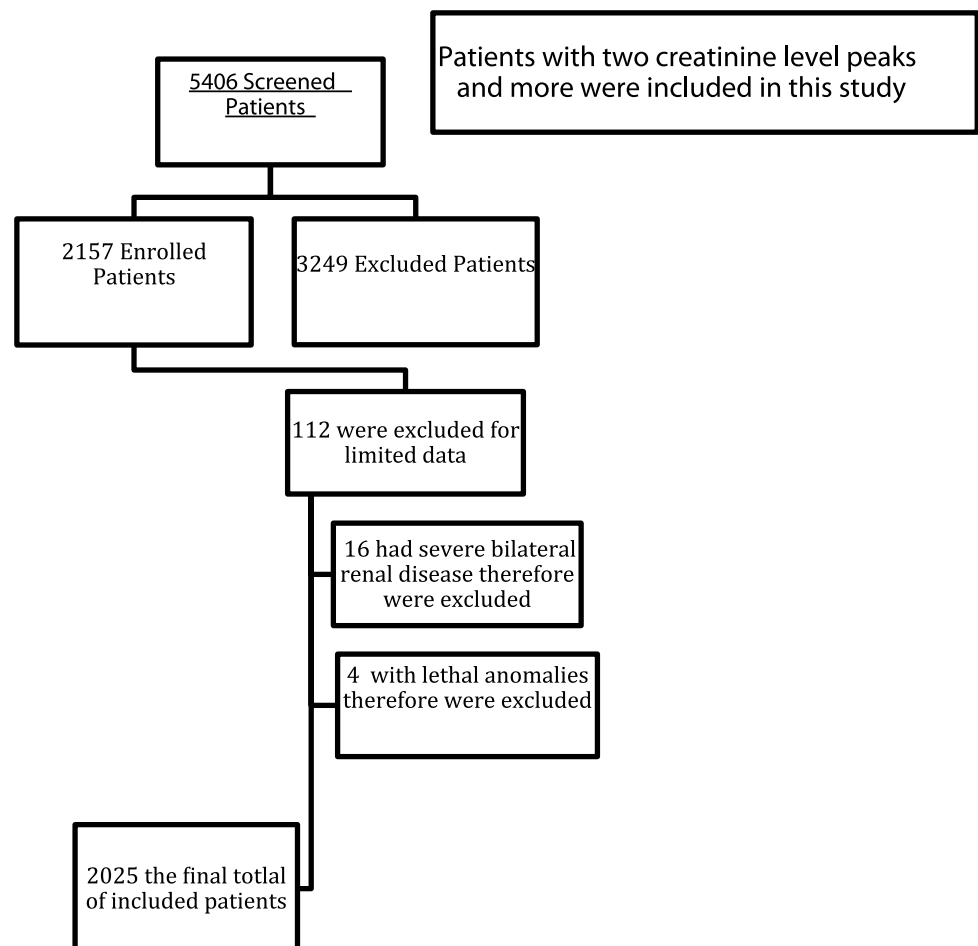 5406 Screened
Patients
Patients with two creatinine level peaks
and more were included in this study
2157 Enrolled
Patients
3249 Excluded Patients
112 were excluded for
limited data
16 had severe bilateral
renal disease therefore
were excluded
4 with lethal anomalies
therefore were excluded
2025 the final totlal
of included patients